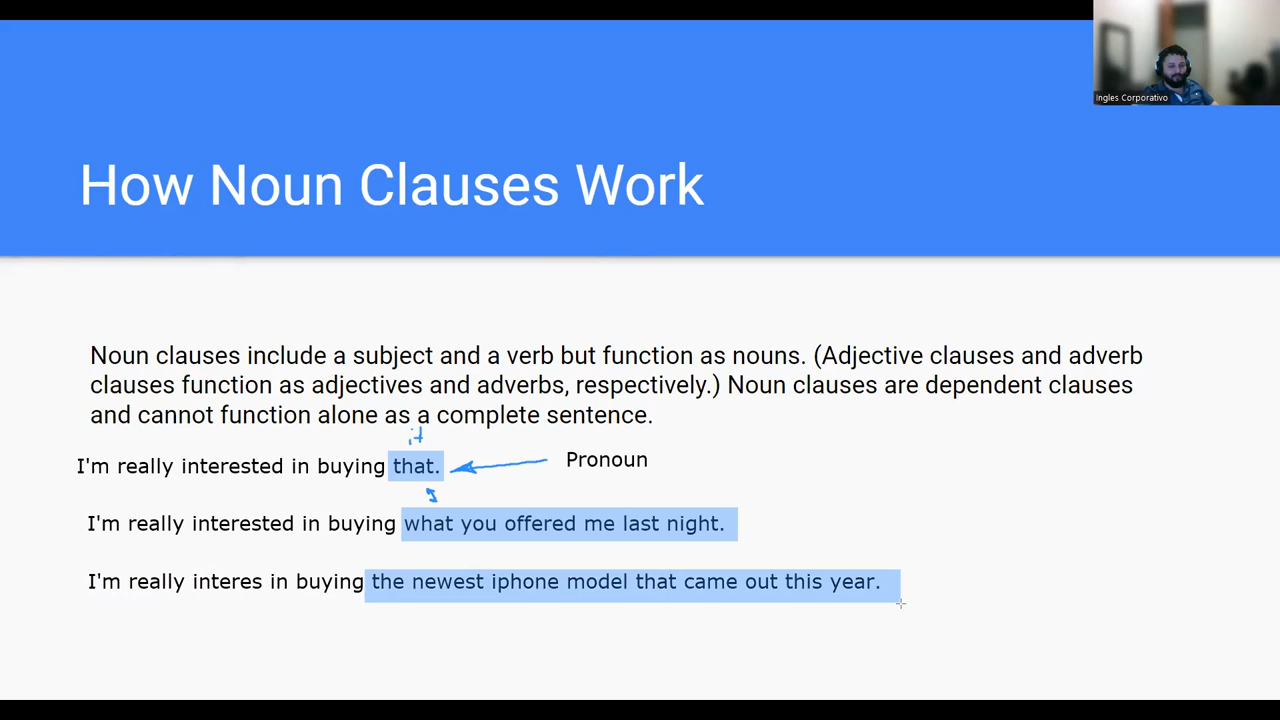 Ingles Corporativo
How Noun Clauses Work
Noun clauses include a subject and a verb but function as nouns. (Adjective clauses and adverb
clauses function as adjectives and adverbs, respectively.) Noun clauses are dependent clauses
and cannot function alone as a complete sentence.
it
I'm really interested in buying that. Pronoun
I'm really interested in buying what you offered me last night.
I'm really interes in buying the newest iphone model that came out this year.